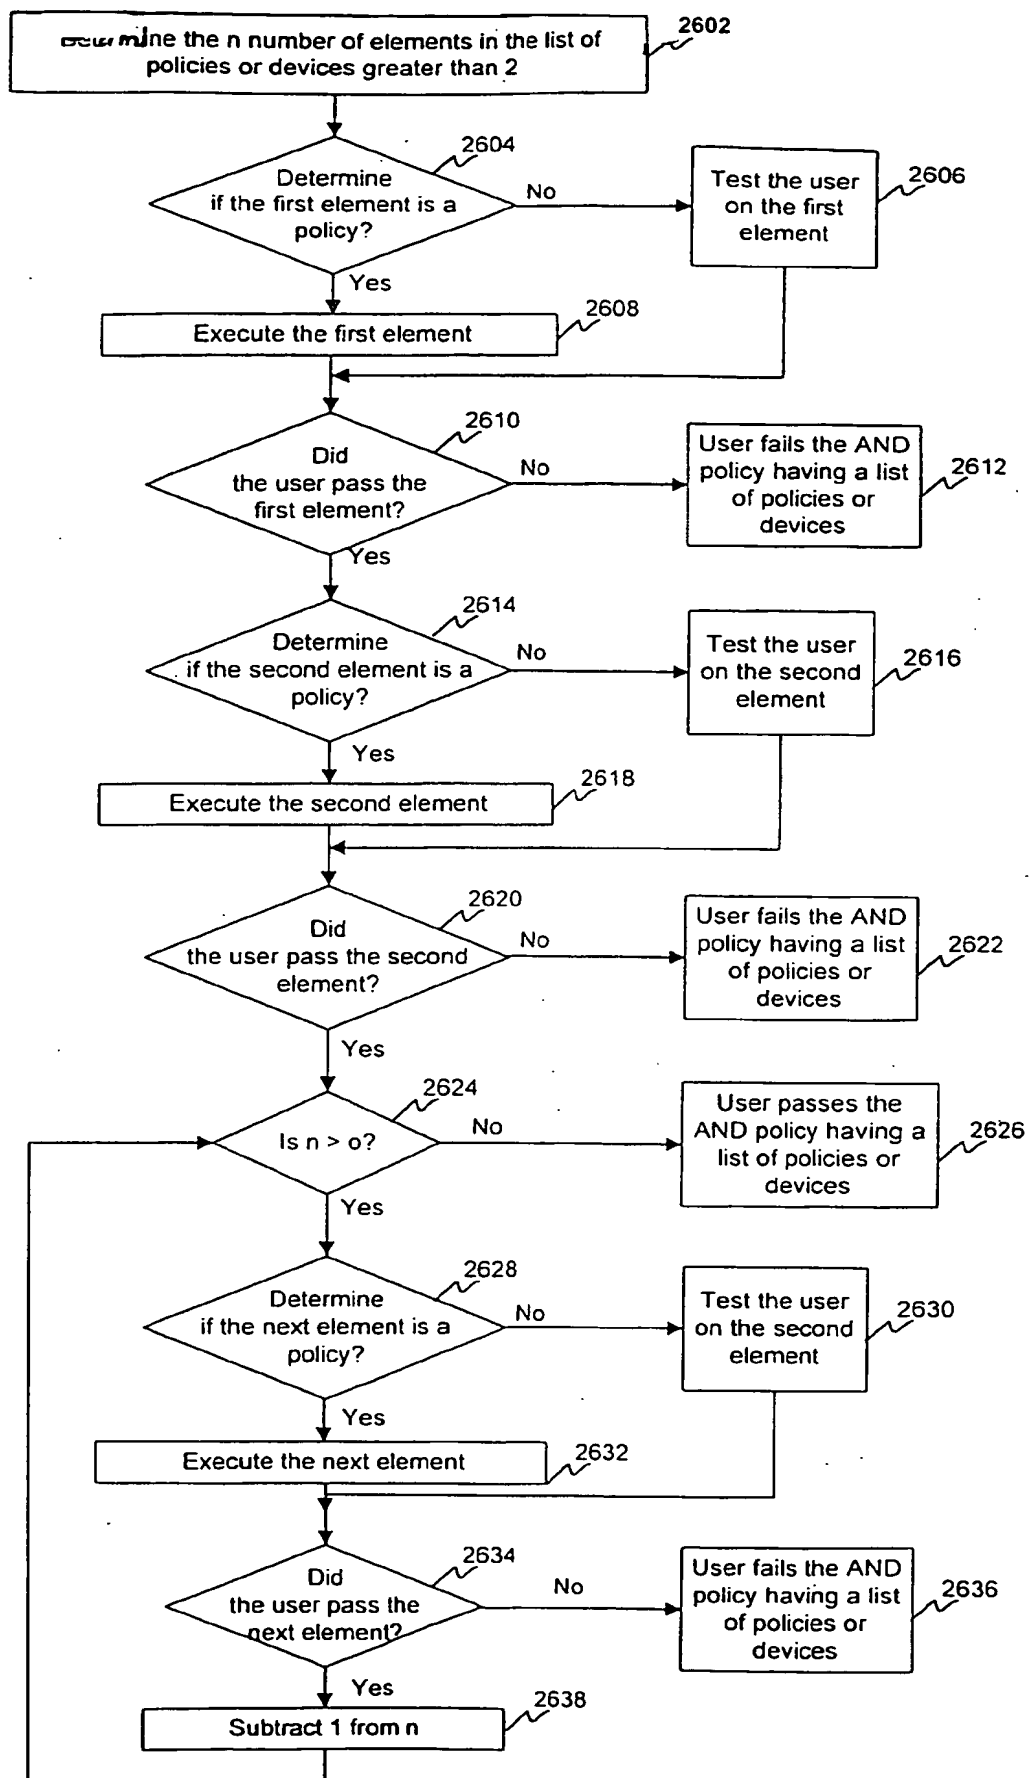 ine the n number of elements in the list of
policies or devices greater than 2
2602
2604
Determine
if the first element is a
policy?
No
Test the user
on the first
element
2606
Yes
Execute the first element
2608
2610
Did
the user pass the
first element?
No
User fails the AND
policy having a list
of policies or
devices
2612
Yes
2614
Determine
if the second element is a
policy?
No
Test the user
on the second
element
2616
Yes
Execute the second element
2618
2620
Did
the user pass the second
element?
No
User fails the AND
policy having a list
of policies or
devices
2622
Yes
2624
Is n > o?
No
User passes the
AND policy having a
list of policies or
devices
2626
Yes
2628
Determine
if the next element is a
policy?
No
Test the user
on the second
element
2630
Yes
Execute the next element
2632
2634
Did
the user pass the
next element?
No
User fails the AND
policy having a list
of policies or
devices
2636
Yes
Subtract 1 from n
2638